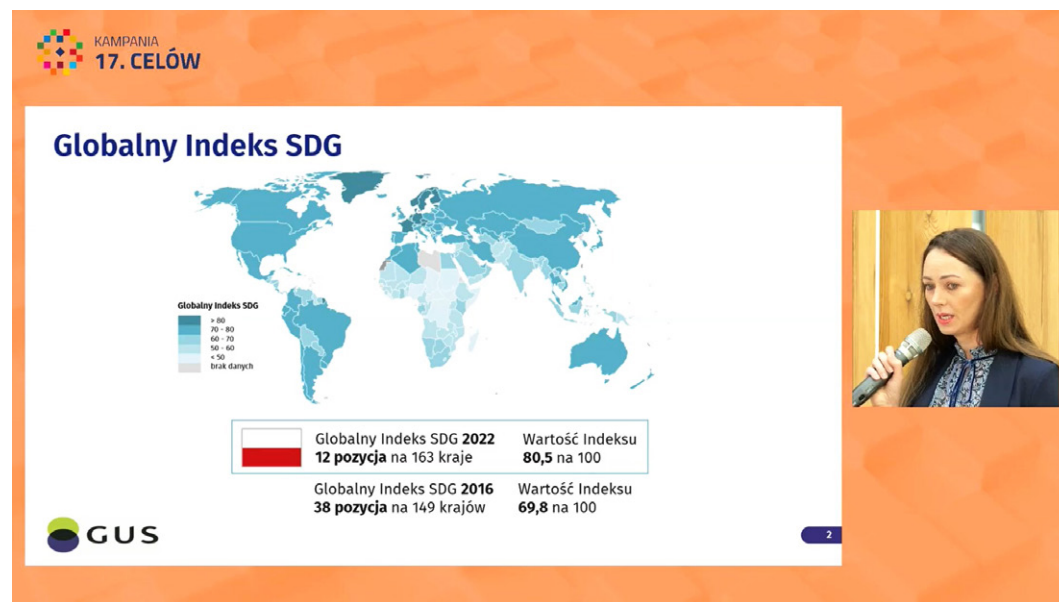 KAMPANIA
17. CELÓW
Globalny Indeks SDG
Globalny Indeks SDG
> 80
70 - 80
60 - 70
50 - 60
< 50
brak danych
Globalny Indeks SDG 2022 Wartość Indeksu
12 pozycja na 163 kraje 80,5 na 100
Globalny Indeks SDG 2016 Wartość Indeksu
38 pozycja na 149 krajów 69,8 na 100
GUS
2